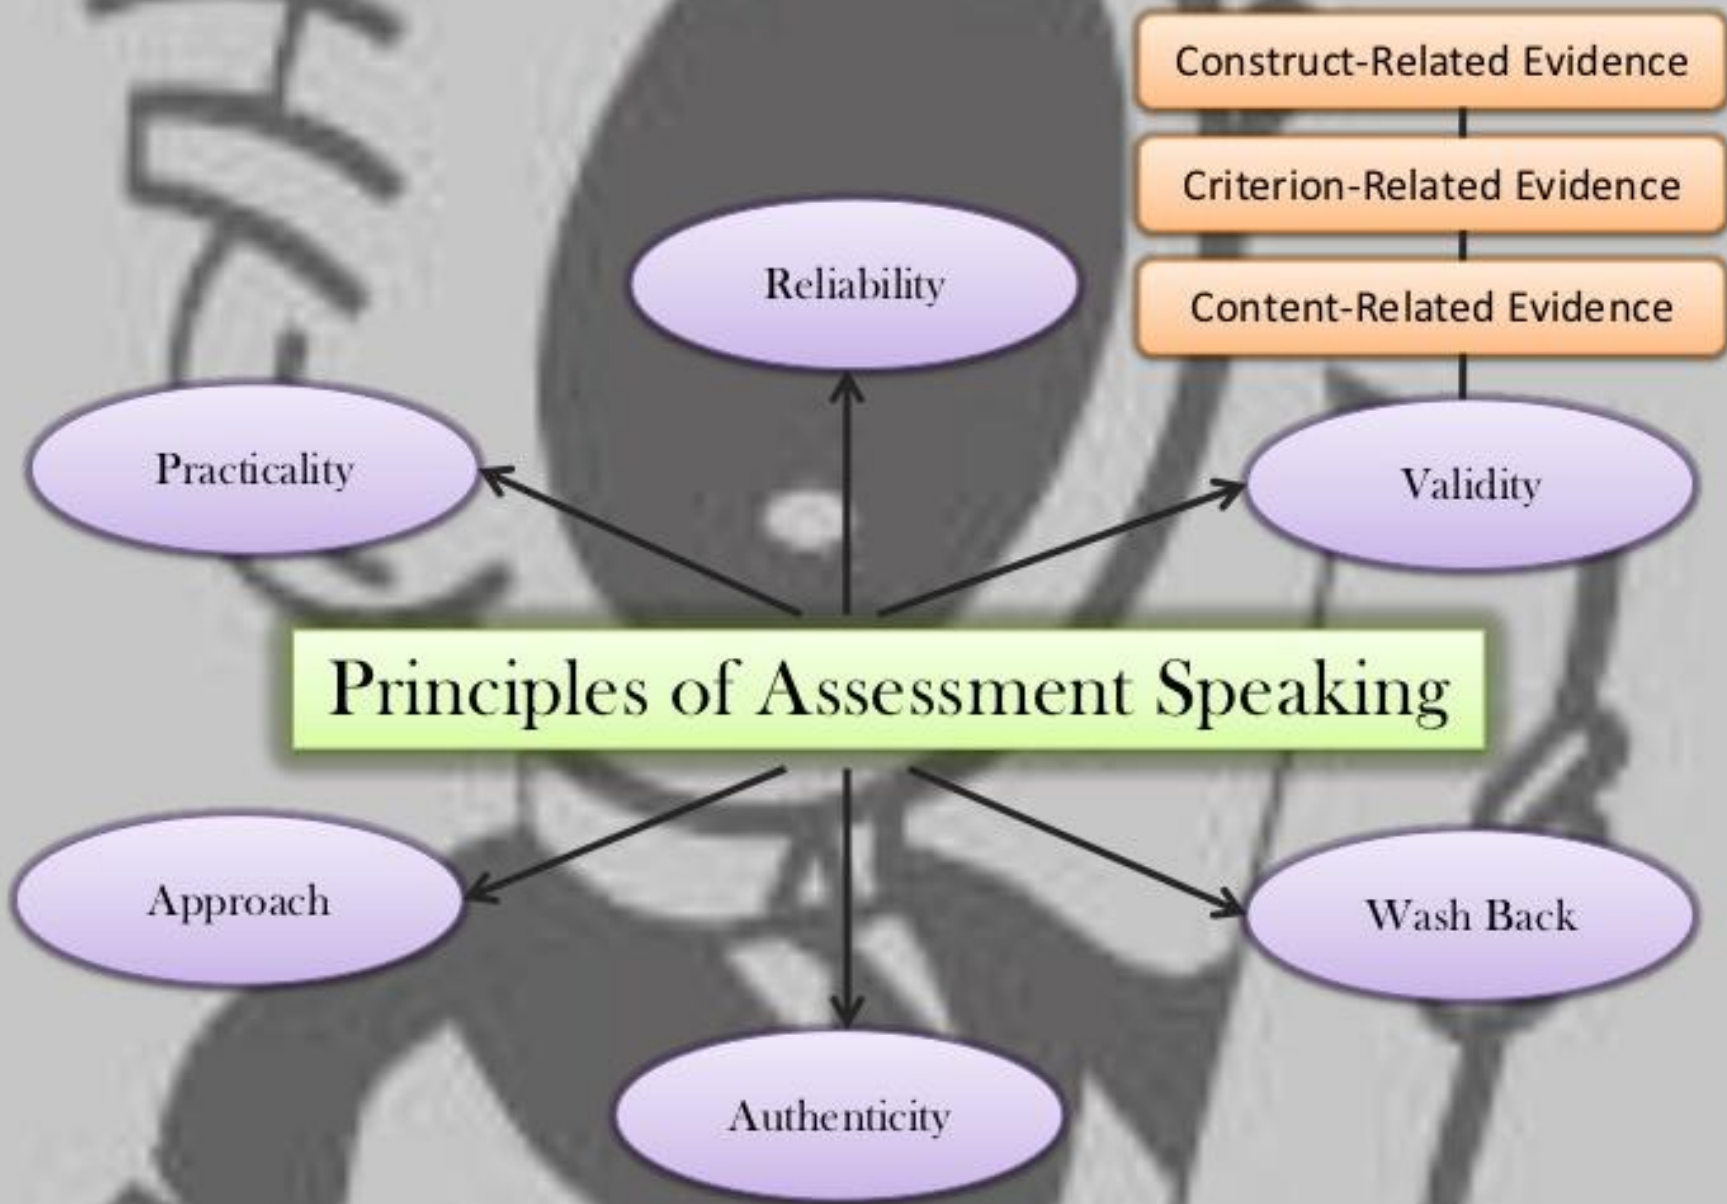 Construct-Related Evidence
Criterion-Related Evidence
Content-Related Evidence
Reliability
Practicality
Validity
Principles of Assessment Speaking
Approach
Wash Back
Authenticity